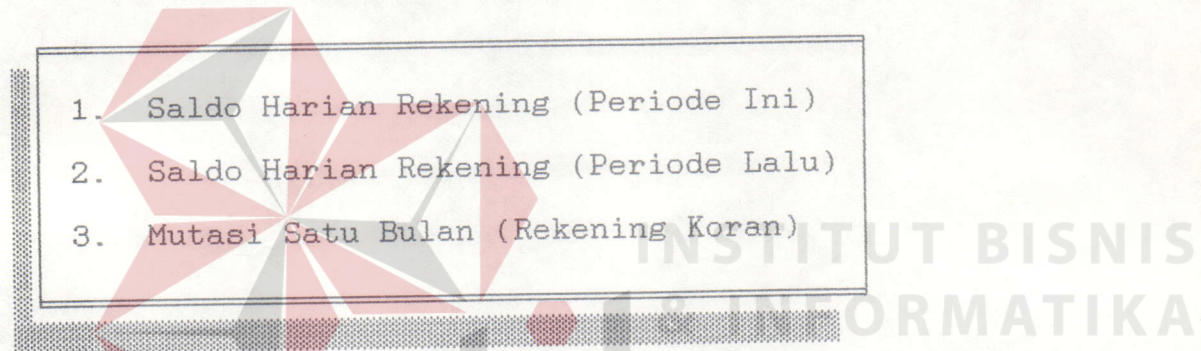 1. Saldo Harian Rekening (Periode Ini)
2. Saldo Harian Rekening (Periode Lalu)
3. Mutasi Satu Bulan (Rekening Koran)
INSTITUT BISNIS
& INFORMATIKA